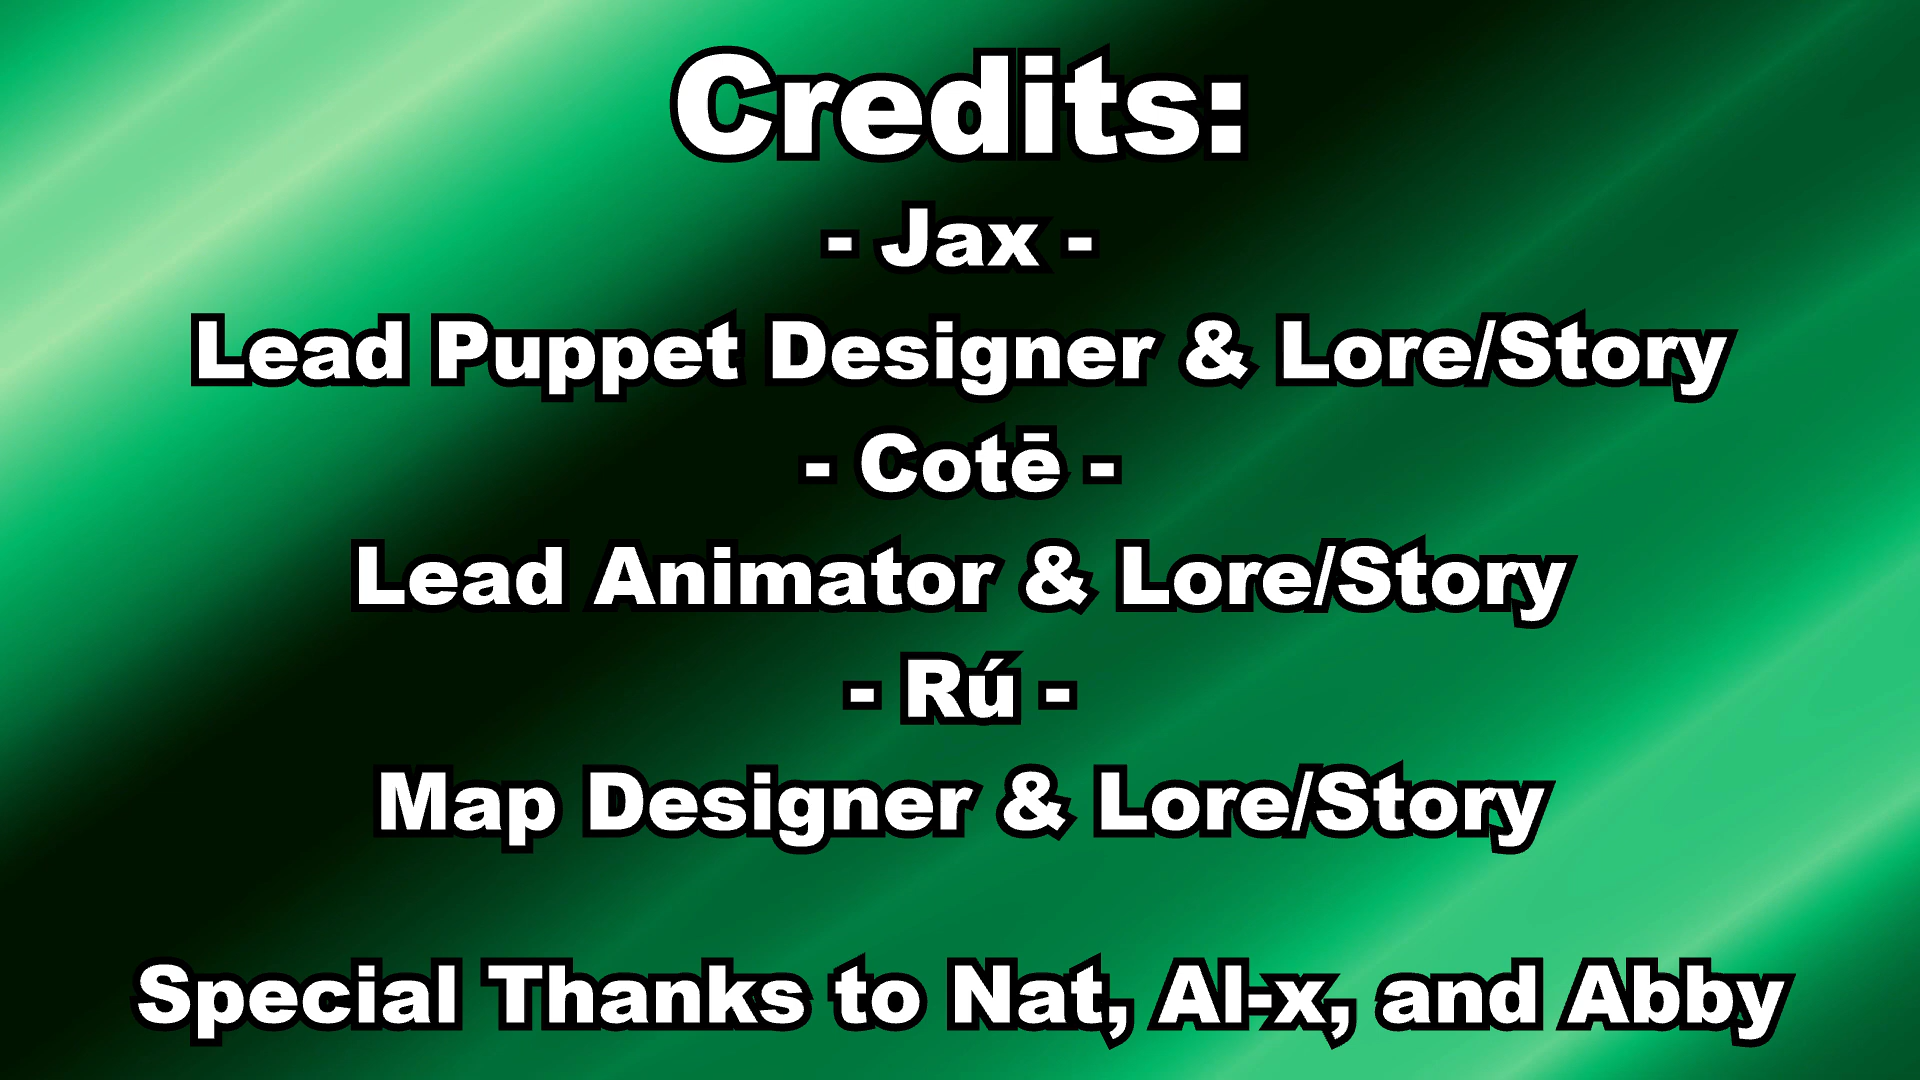 Credits:
- Jax -
Lead Puppet Designer & Lore/Story
- Cotē -
Lead Animator & Lore/Story
- Rú -
Map Designer & Lore/Story
Special Thanks to Nat, Al-x, and Abby